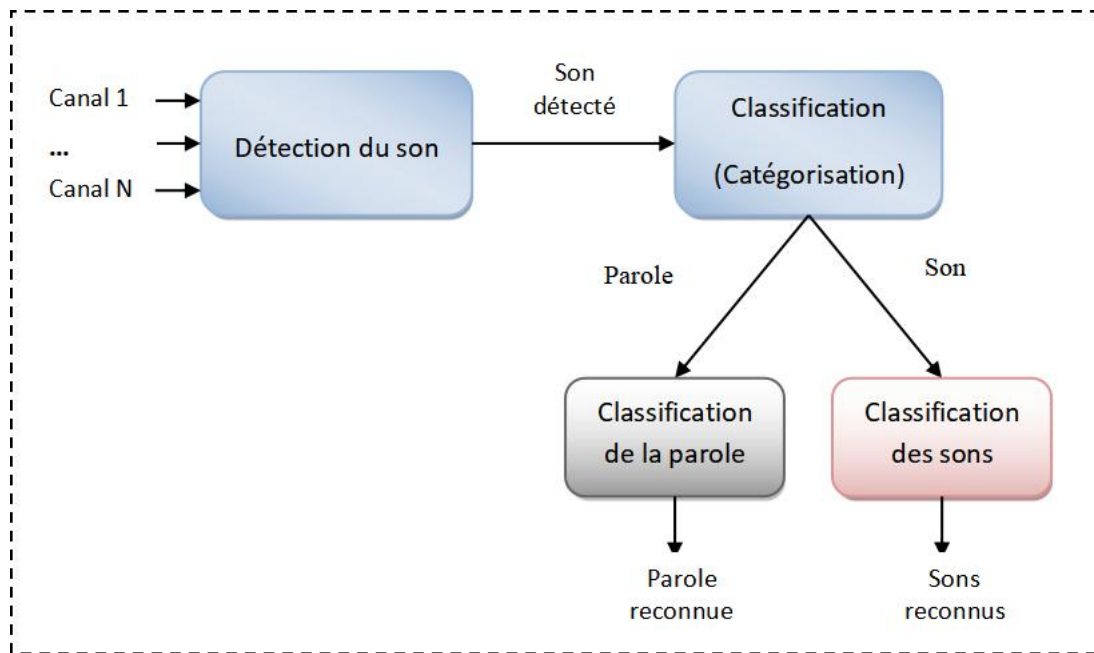 Canal 1
...
Canal N
Détection du son
Son
détecté
Classification
(Catégorisation)
Parole
Son
Classification
de la parole
Classification
des sons
Parole
reconnue
Sons
reconnus